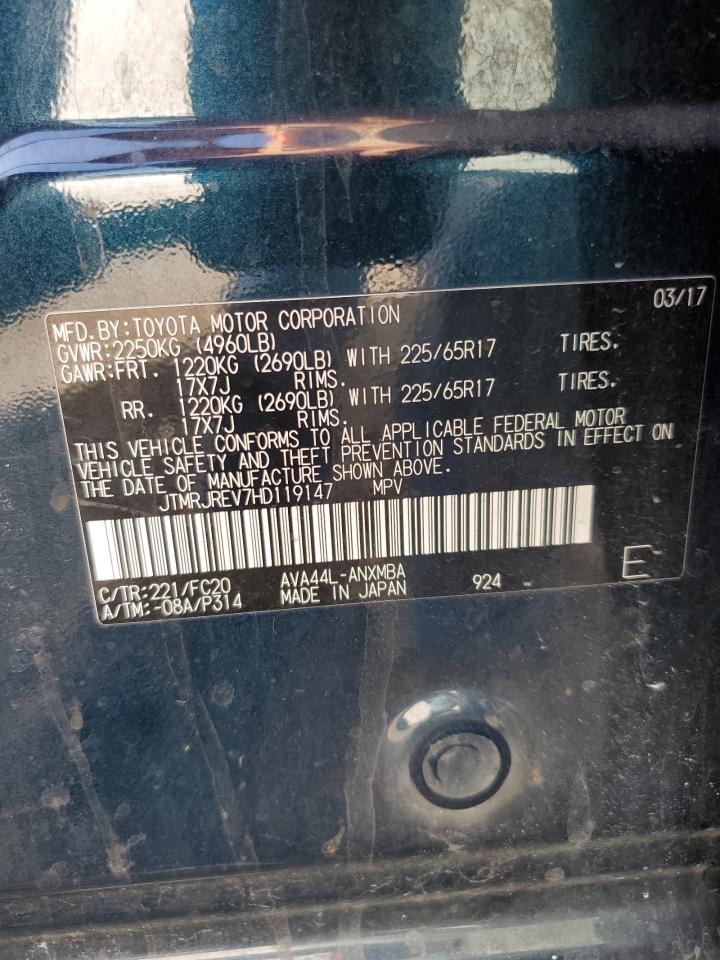 03/17
MFD.BY:TOYOTA MOTOR CORPORATION
GVWR:2250KG (4960LB)
GAWR:FRT. 1220KG (2690LB) WITH 225/65R17 TIRES.
17X7J RIMS.
RR. 1220KG (2690LB) WITH 225/65R17 TIRES.
17X7J RIMS.
THIS VEHICLE CONFORMS TO ALL APPLICABLE FEDERAL MOTOR
VEHICLE SAFETY AND THEFT PREVENTION STANDARDS IN EFFECT ON
THE DATE OF MANUFACTURE SHOWN ABOVE.
JTMRJREV7HD119147 MPV
C/TR:221/FC20 AVA44L-ANXMBA 924 E
A/TM:-08A/P314 MADE IN JAPAN